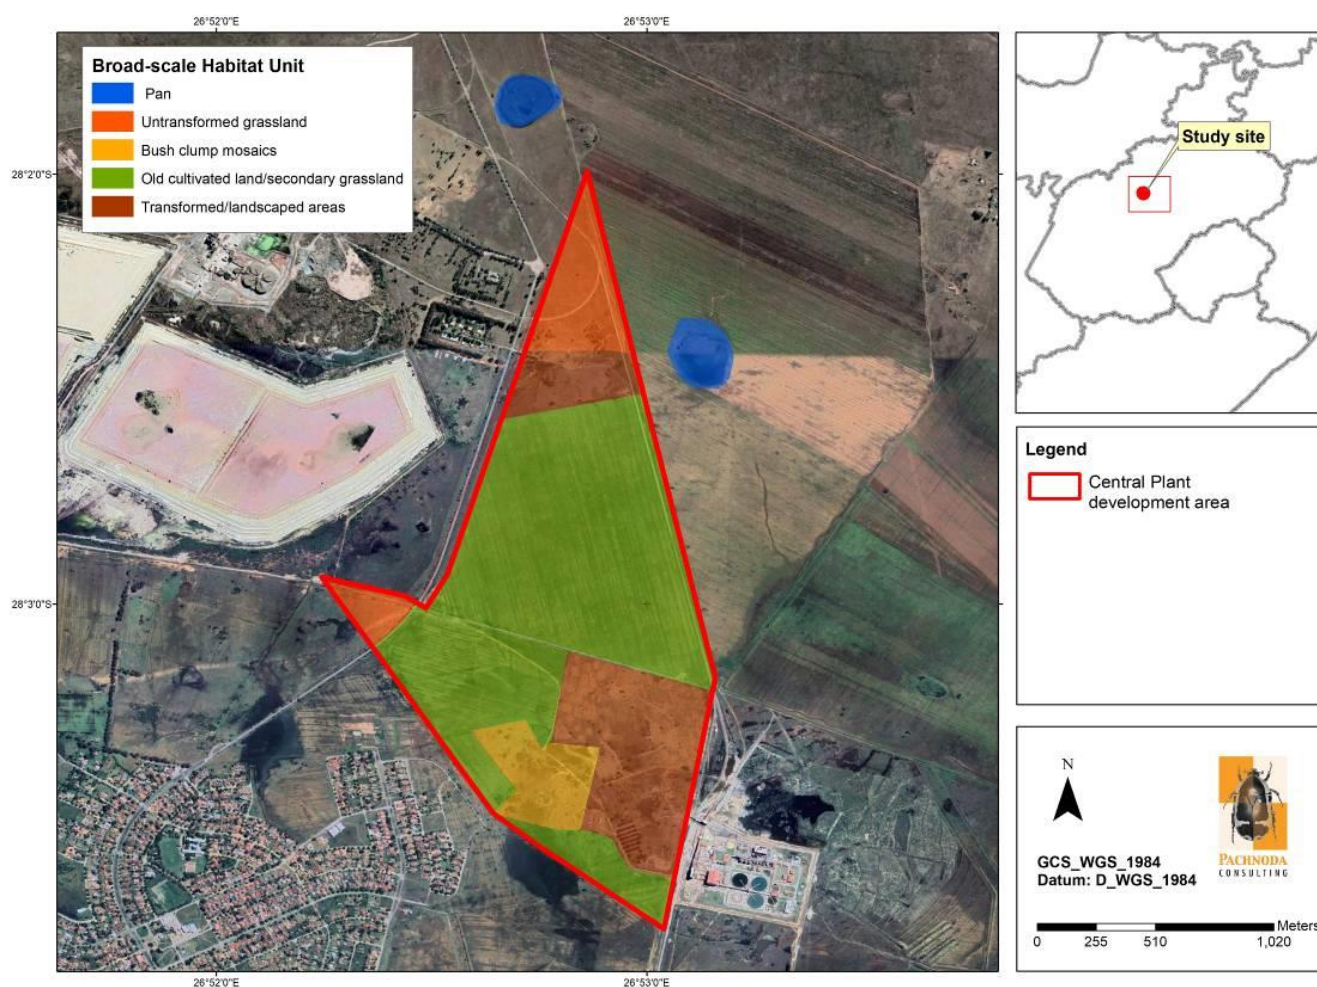 26°52'0"E
26°53'0"E
Broad-scale Habitat Unit
Pan
Untransformed grassland
Bush clump mosaics
Old cultivated land/secondary grassland
Transformed/landscaped areas
28°2'0"S
28°3'0"S
26°52'0"E
26°53'0"E
Study site
Legend
Central Plant
development area
N
GCS_WGS_1984
Datum: D_WGS_1984
PACHNODA
CONSULTING
Meters
0 255 510 1,020